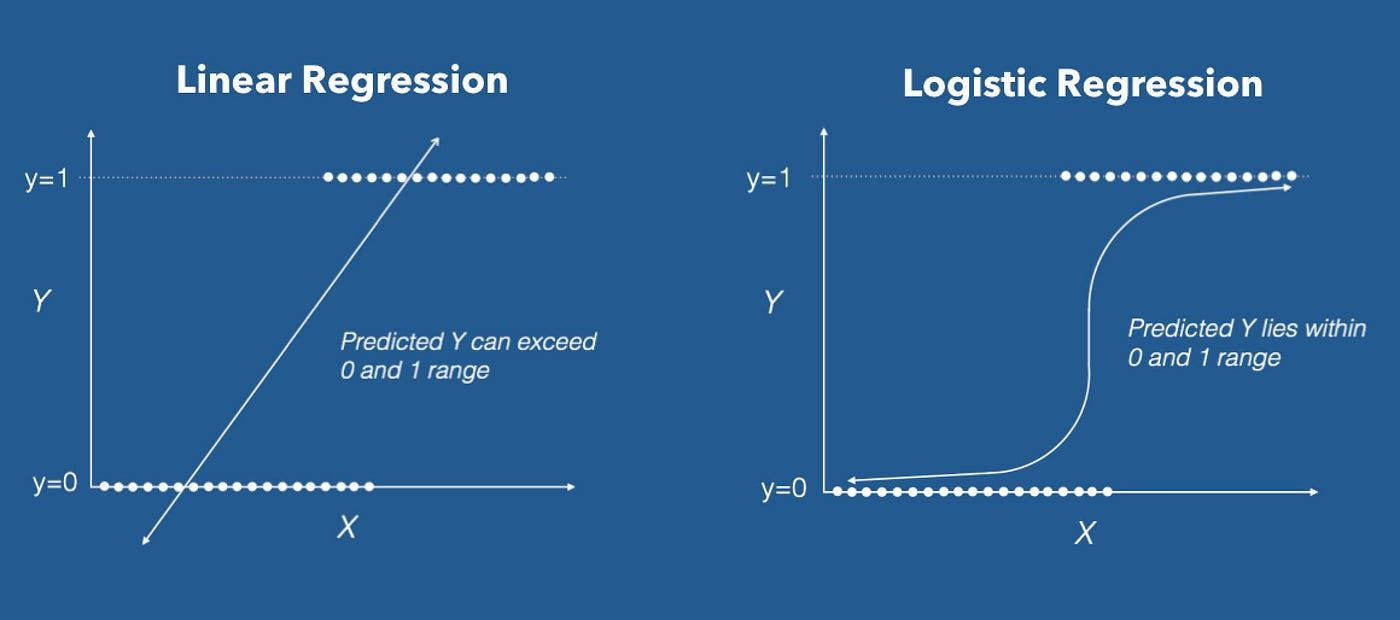 Linear Regression
y=1
Y
Predicted Y can exceed
0 and 1 range
y=0
X
Logistic Regression
y=1
Y
Predicted Y lies within
0 and 1 range
y=0
X